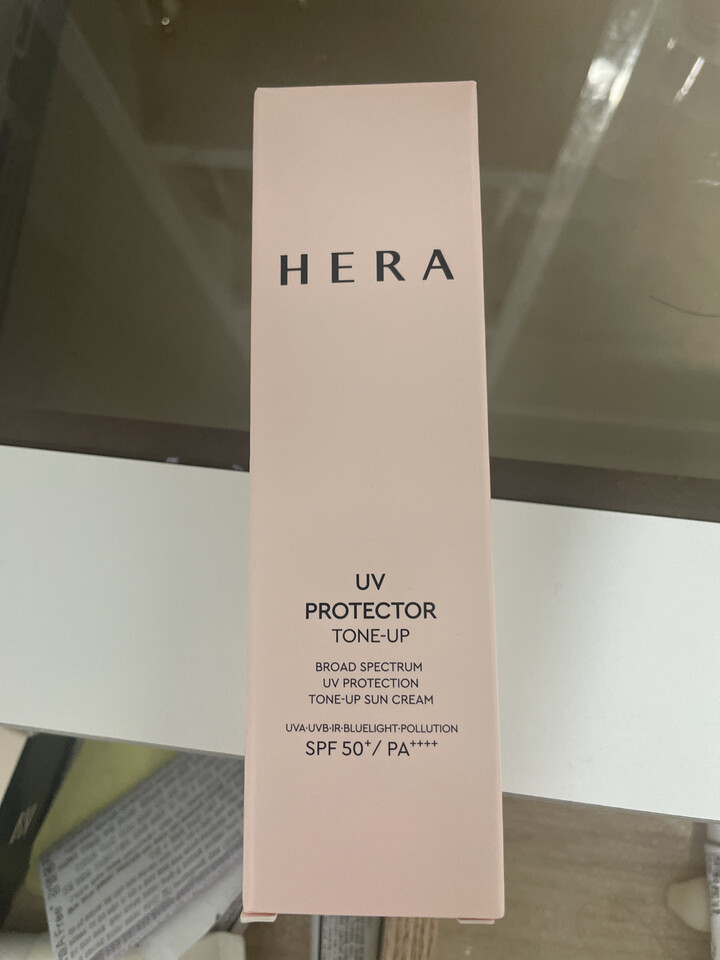 HERA
UV
PROTECTOR
TONE-UP
BROAD SPECTRUM
UV PROTECTION
TONE-UP SUN CREAM
UVA·UVB·IR·BLUELIGHT·POLLUTION
SPF 50⁺/ PA⁺⁺⁺⁺